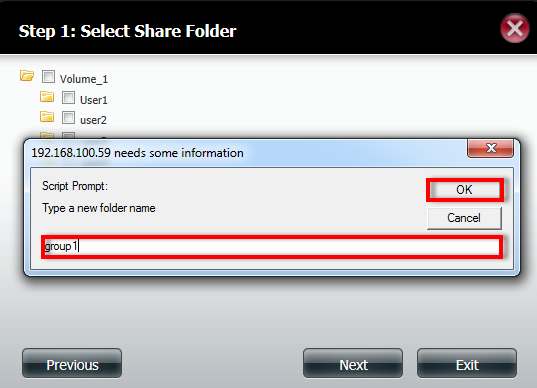 Step 1: Select Share Folder
Volume_1
User1
user2
192.168.100.59 needs some information
Script Prompt:
OK
Type a new folder name
Cancel
group1
Previous
Next
Exit